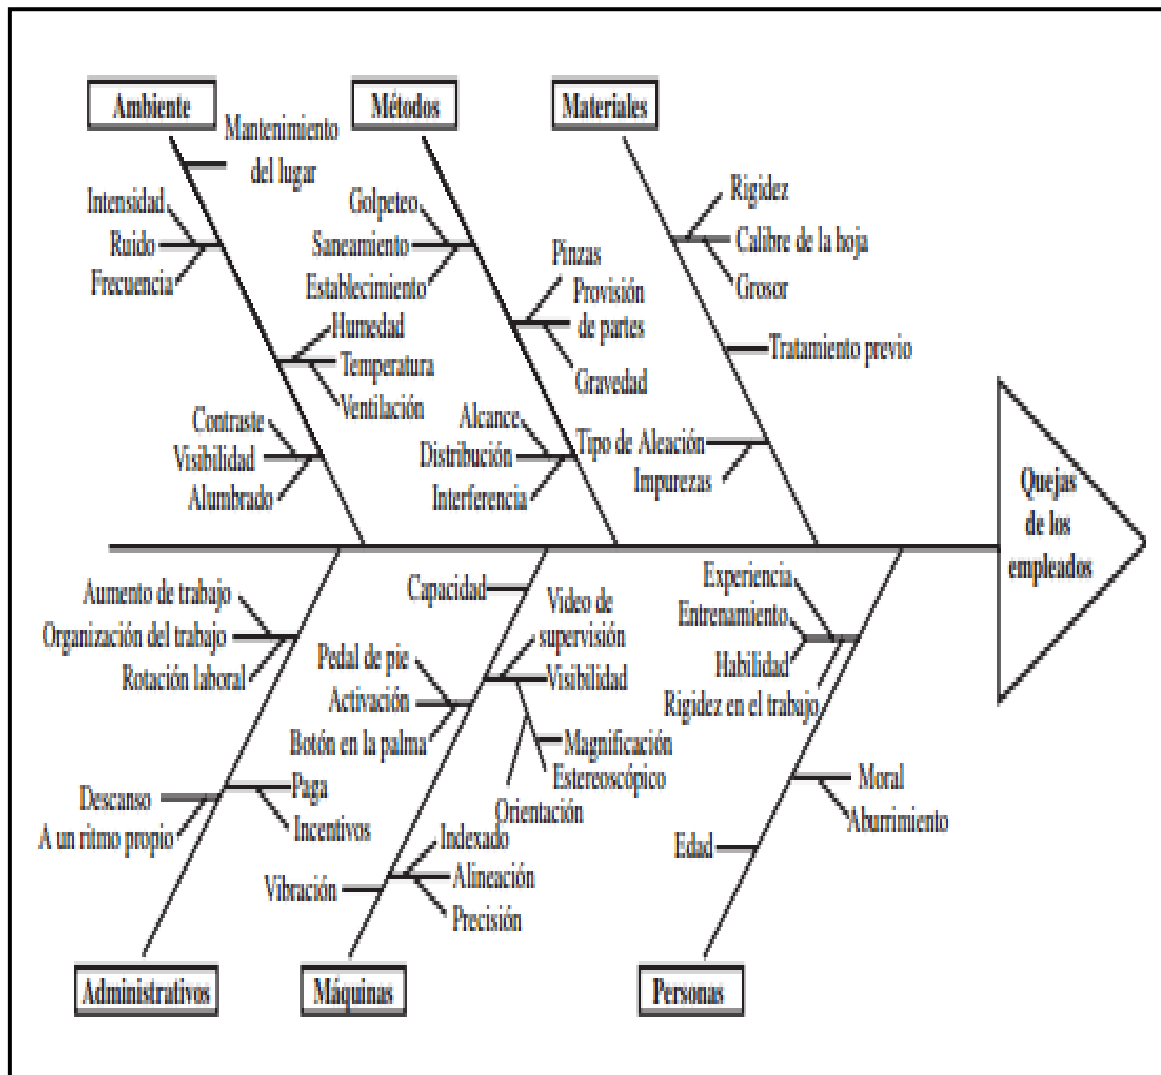 Ambiente
Métodos
Materiales
Mantenimiento
del lugar
Intensidad
Ruido
Frecuencia
Humedad
Temperatura
Ventilación
Contraste
Visibilidad
Alumbrado
Golpeteo
Saneamiento
Establecimiento
Pinzas
Provisión
de partes
Gravedad
Alcance
Distribución
Interferencia
Rigidez
Calibre de la hoja
Grosor
Tratamiento previo
Tipo de Aleación
Impurezas
Quejas
de los
empleados
Aumento de trabajo
Organización del trabajo
Rotación laboral
Descanso
A un ritmo propio
Paga
Incentivos
Capacidad
Video de
supervisión
Visibilidad
Pedal de pie
Activación
Botón en la palma
Magnificación
Estereoscópico
Orientación
Indexado
Alineación
Precisión
Vibración
Experiencia
Entrenamiento
Habilidad
Rigidez en el trabajo
Moral
Aburrimiento
Edad
Administrativos
Máquinas
Personas